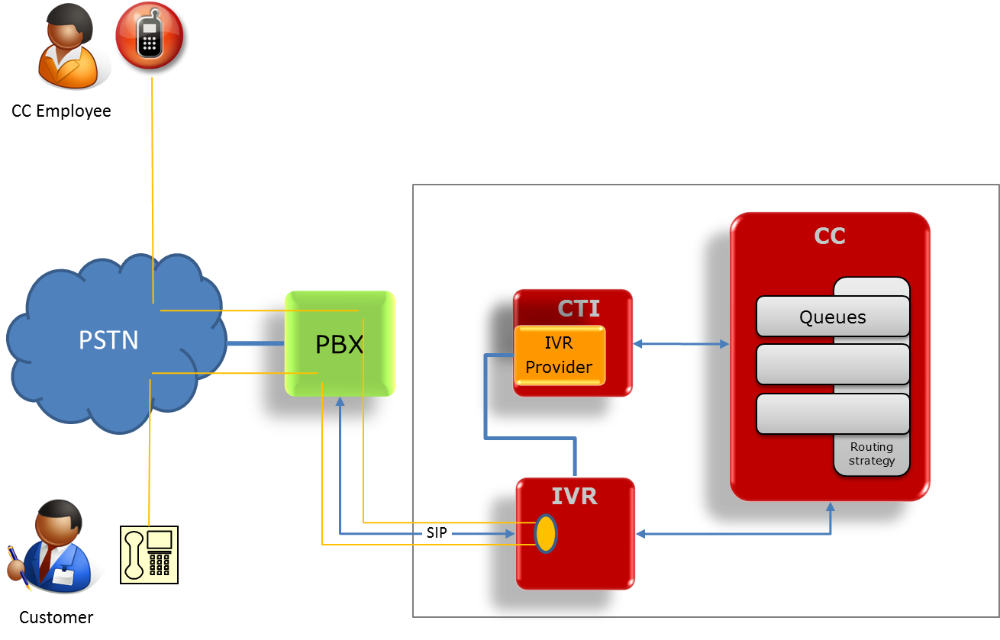 CC Employee
CC
CTI
Queues
PSTN
PBX
IVR
Provider
Routing
strategy
IVR
SIP
Customer